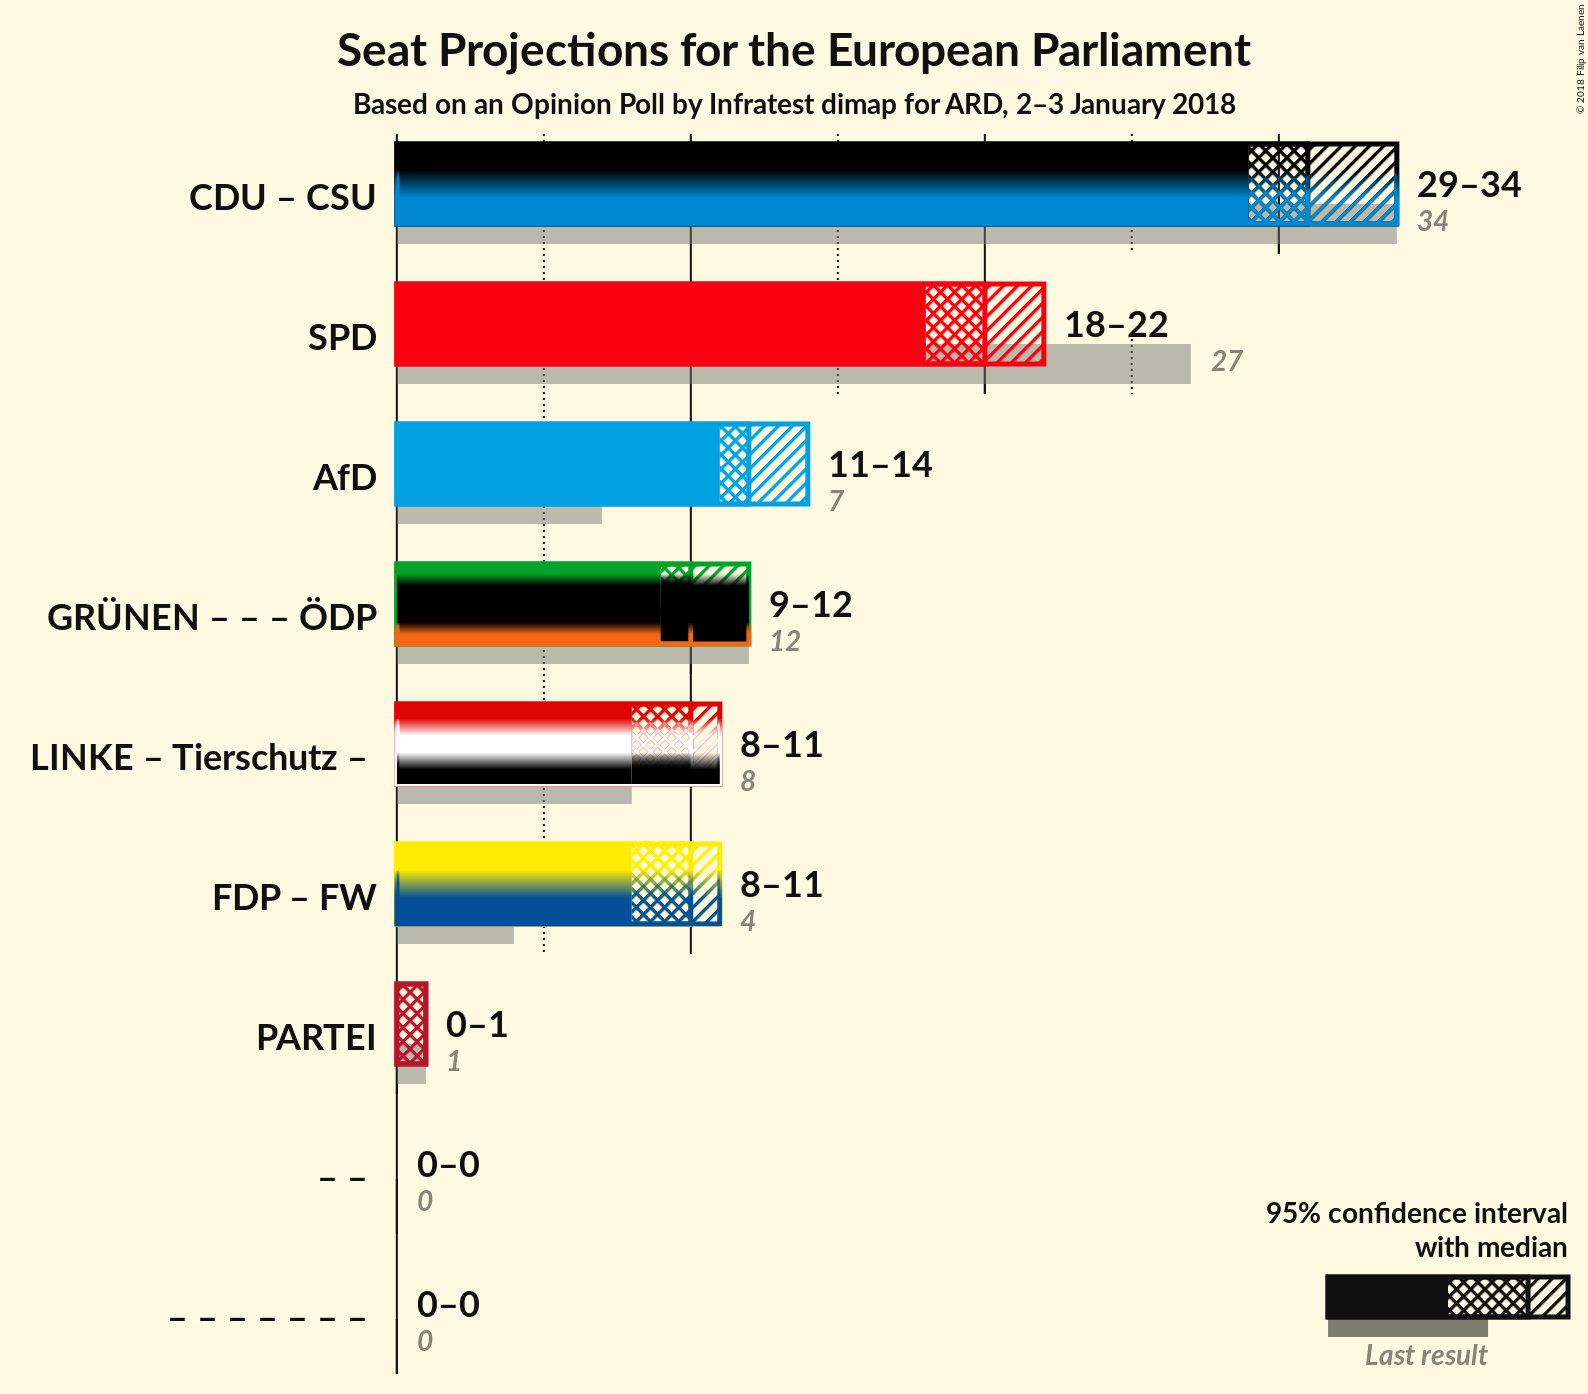 Seat Projections for the European Parliament
Based on an Opinion Poll by Infratest dimap for ARD, 2–3 January 2018
© 2018 Filip van Laenen
CDU – CSU
29–34
34
SPD
18–22
27
AfD
11–14
7
GRÜNEN – – – ÖDP
9–12
12
LINKE – Tierschutz –
8–11
8
FDP – FW
8–11
4
PARTEI
0–1
1
– –
0–0
0
– – – – – – –
0–0
0
95% confidence interval
with median
Last result